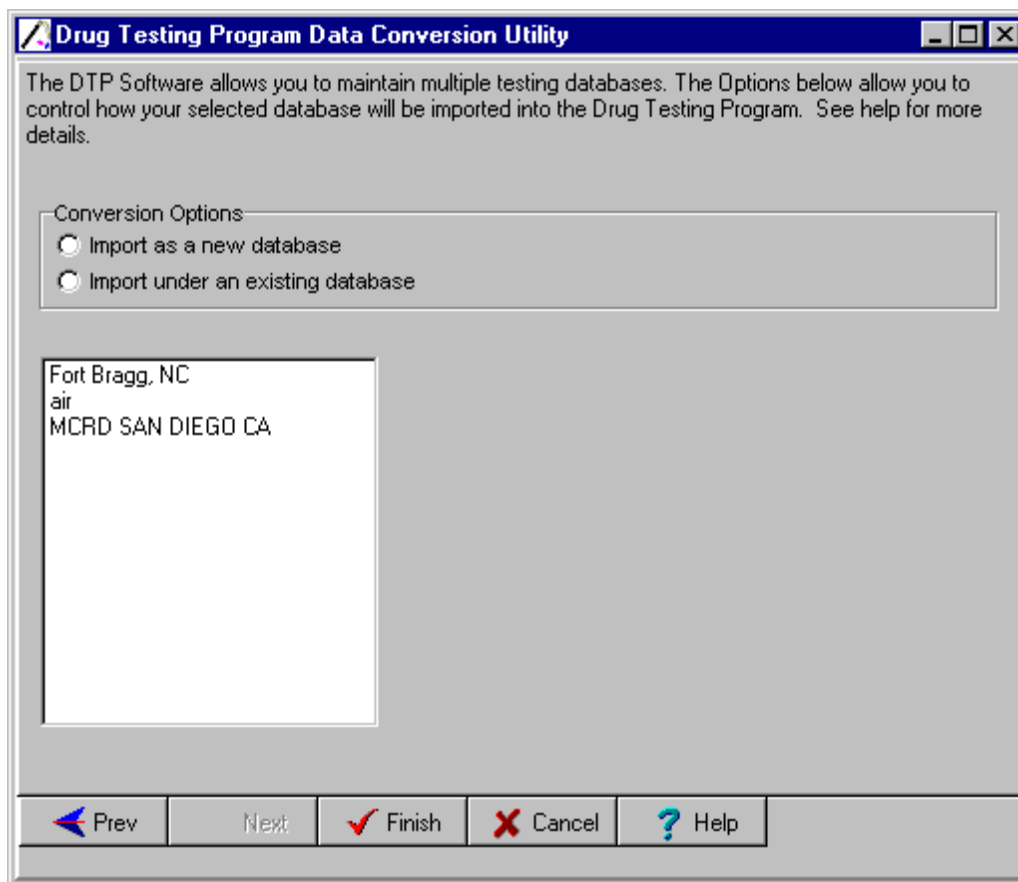 Drug Testing Program Data Conversion Utility
The DTP Software allows you to maintain multiple testing databases. The Options below allow you to
control how your selected database will be imported into the Drug Testing Program.  See help for more
details.
Conversion Options
Import as a new database
Import under an existing database
Fort Bragg, NC
air
MCRD SAN DIEGO CA
Prev Next Finish Cancel Help